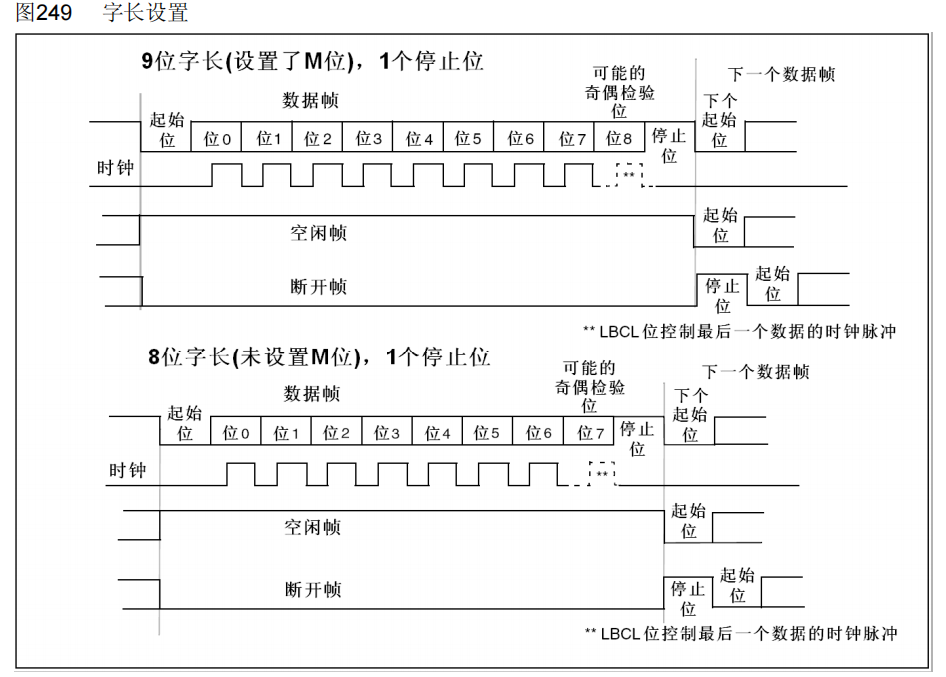 图249 字长设置
9位字长(设置了M位)，1个停止位
下一个数据帧
数据帧
可能的
奇偶检验
位
起始
位
位0
位1
位2
位3
位4
位5
位6
位7
位8
停止
位
下个
起始
位
时钟
**
空闲帧
起始
位
断开帧
停止
位
起始
位
** LBCL位控制最后一个数据的时钟脉冲
8位字长(未设置M位)，1个停止位
下一个数据帧
数据帧
可能的
奇偶检验
位
起始
位
位0
位1
位2
位3
位4
位5
位6
位7
停止
位
下个
起始
位
时钟
**
空闲帧
起始
位
断开帧
停止
位
起始
位
** LBCL位控制最后一个数据的时钟脉冲